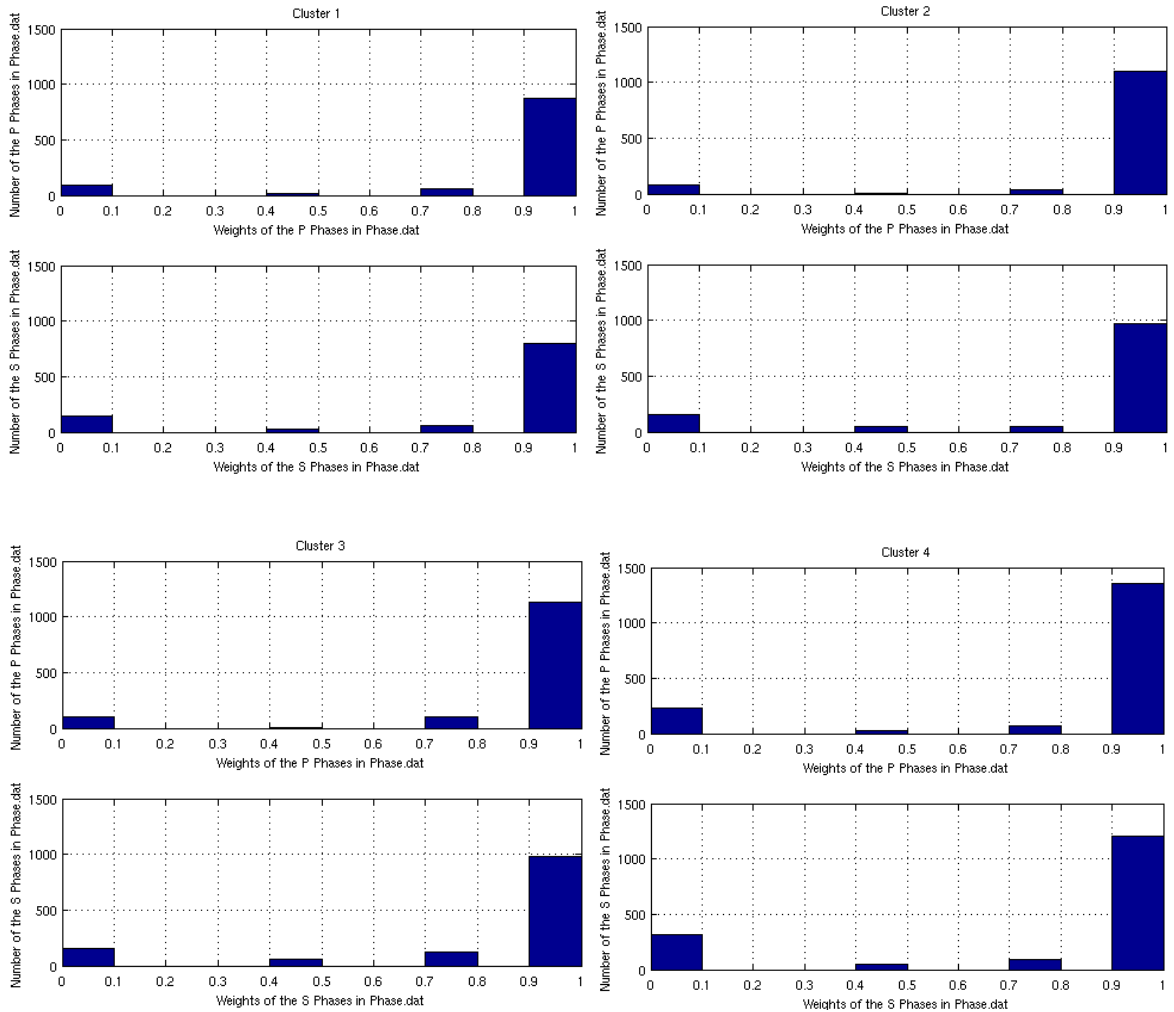 Cluster 1
Number of the P Phases in Phase.dat
1500
1000
500
0
0 0.1 0.2 0.3 0.4 0.5 0.6 0.7 0.8 0.9 1
Weights of the P Phases in Phase.dat
Number of the S Phases in Phase.dat
1500
1000
500
0
0 0.1 0.2 0.3 0.4 0.5 0.6 0.7 0.8 0.9 1
Weights of the S Phases in Phase.dat
Cluster 2
Number of the P Phases in Phase.dat
1500
1000
500
0
0 0.1 0.2 0.3 0.4 0.5 0.6 0.7 0.8 0.9 1
Weights of the P Phases in Phase.dat
Number of the S Phases in Phase.dat
1500
1000
500
0
0 0.1 0.2 0.3 0.4 0.5 0.6 0.7 0.8 0.9 1
Weights of the S Phases in Phase.dat
Cluster 3
Number of the P Phases in Phase.dat
1500
1000
500
0
0 0.1 0.2 0.3 0.4 0.5 0.6 0.7 0.8 0.9 1
Weights of the P Phases in Phase.dat
Number of the S Phases in Phase.dat
1500
1000
500
0
0 0.1 0.2 0.3 0.4 0.5 0.6 0.7 0.8 0.9 1
Weights of the S Phases in Phase.dat
Cluster 4
Number of the P Phases in Phase.dat
1500
1000
500
0
0 0.1 0.2 0.3 0.4 0.5 0.6 0.7 0.8 0.9 1
Weights of the P Phases in Phase.dat
Number of the S Phases in Phase.dat
1500
1000
500
0
0 0.1 0.2 0.3 0.4 0.5 0.6 0.7 0.8 0.9 1
Weights of the S Phases in Phase.dat